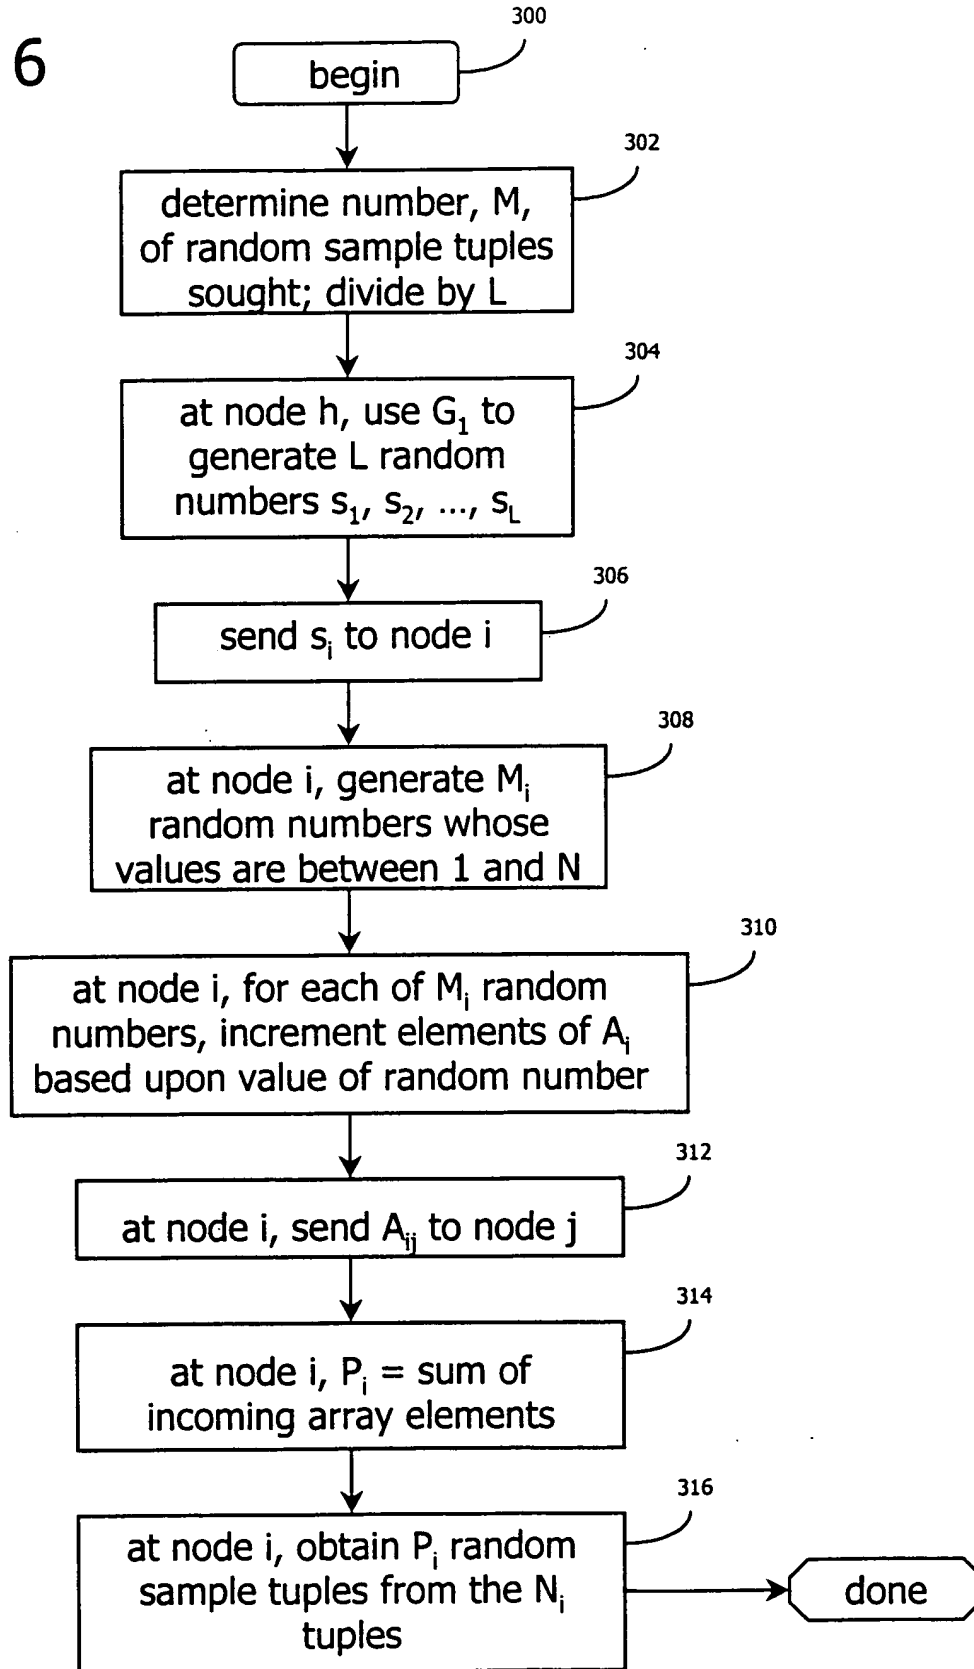 6
300
begin
302
determine number, M,
of random sample tuples
sought; divide by L
304
at node h, use G₁ to
generate L random
numbers s₁, s₂, ..., s_L
306
send sᵢ to node i
308
at node i, generate Mᵢ
random numbers whose
values are between 1 and N
310
at node i, for each of Mᵢ random
numbers, increment elements of Aᵢ
based upon value of random number
312
at node i, send Aᵢⱼ to node j
314
at node i, Pᵢ = sum of
incoming array elements
316
at node i, obtain Pᵢ random
sample tuples from the Nᵢ
tuples
done